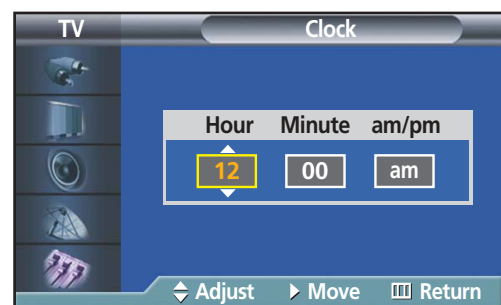 TV Clock
Hour Minute am/pm
12 00 am
Adjust Move Return